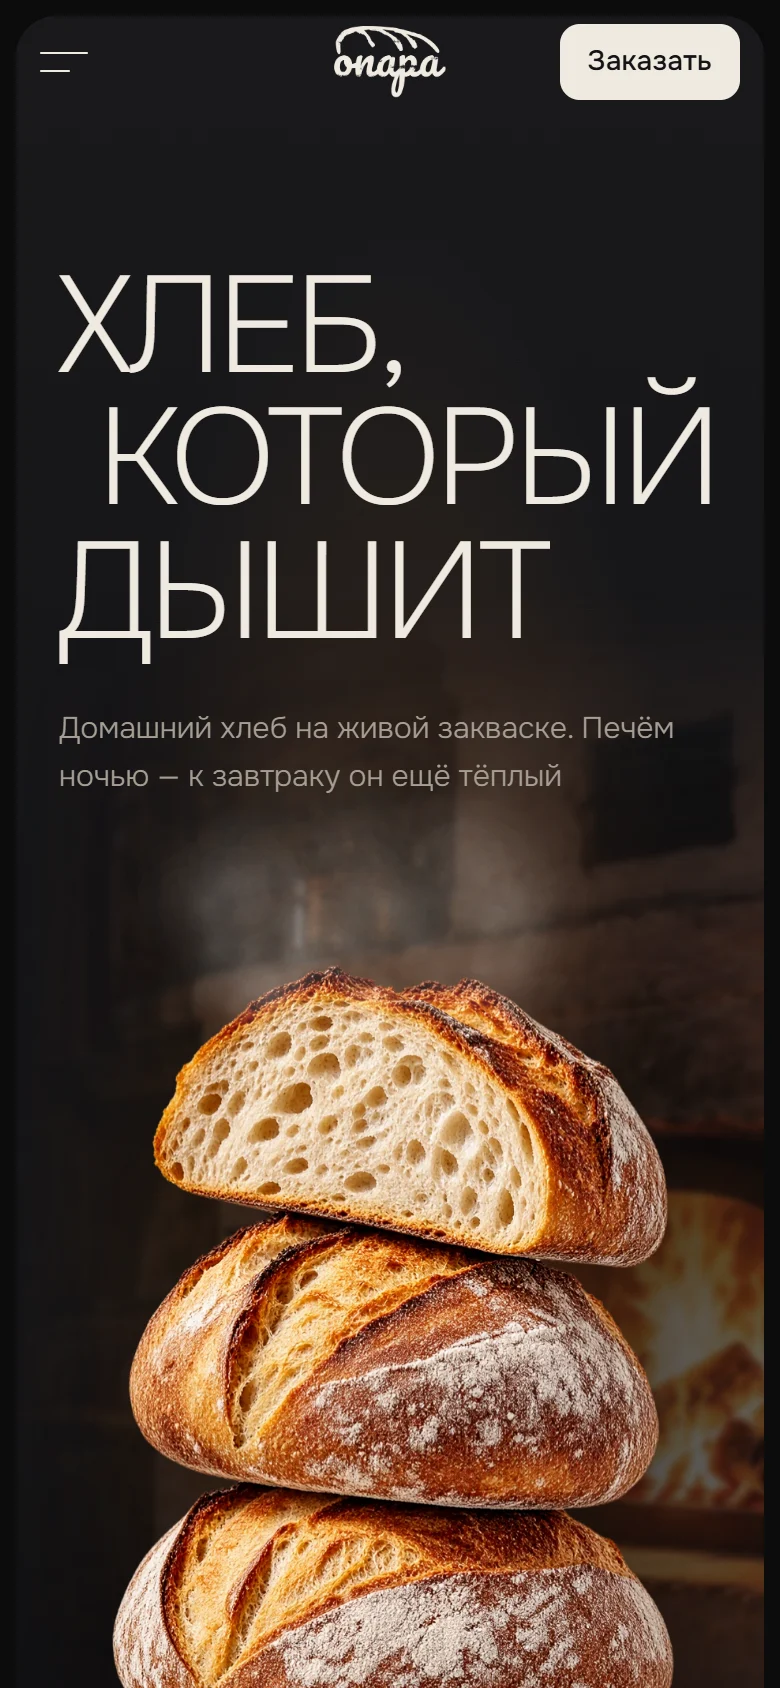 опара
Заказать
ХЛЕБ,
КОТОРЫЙ
ДЫШИТ
Домашний хлеб на живой закваске. Печём
ночью — к завтраку он ещё тёплый